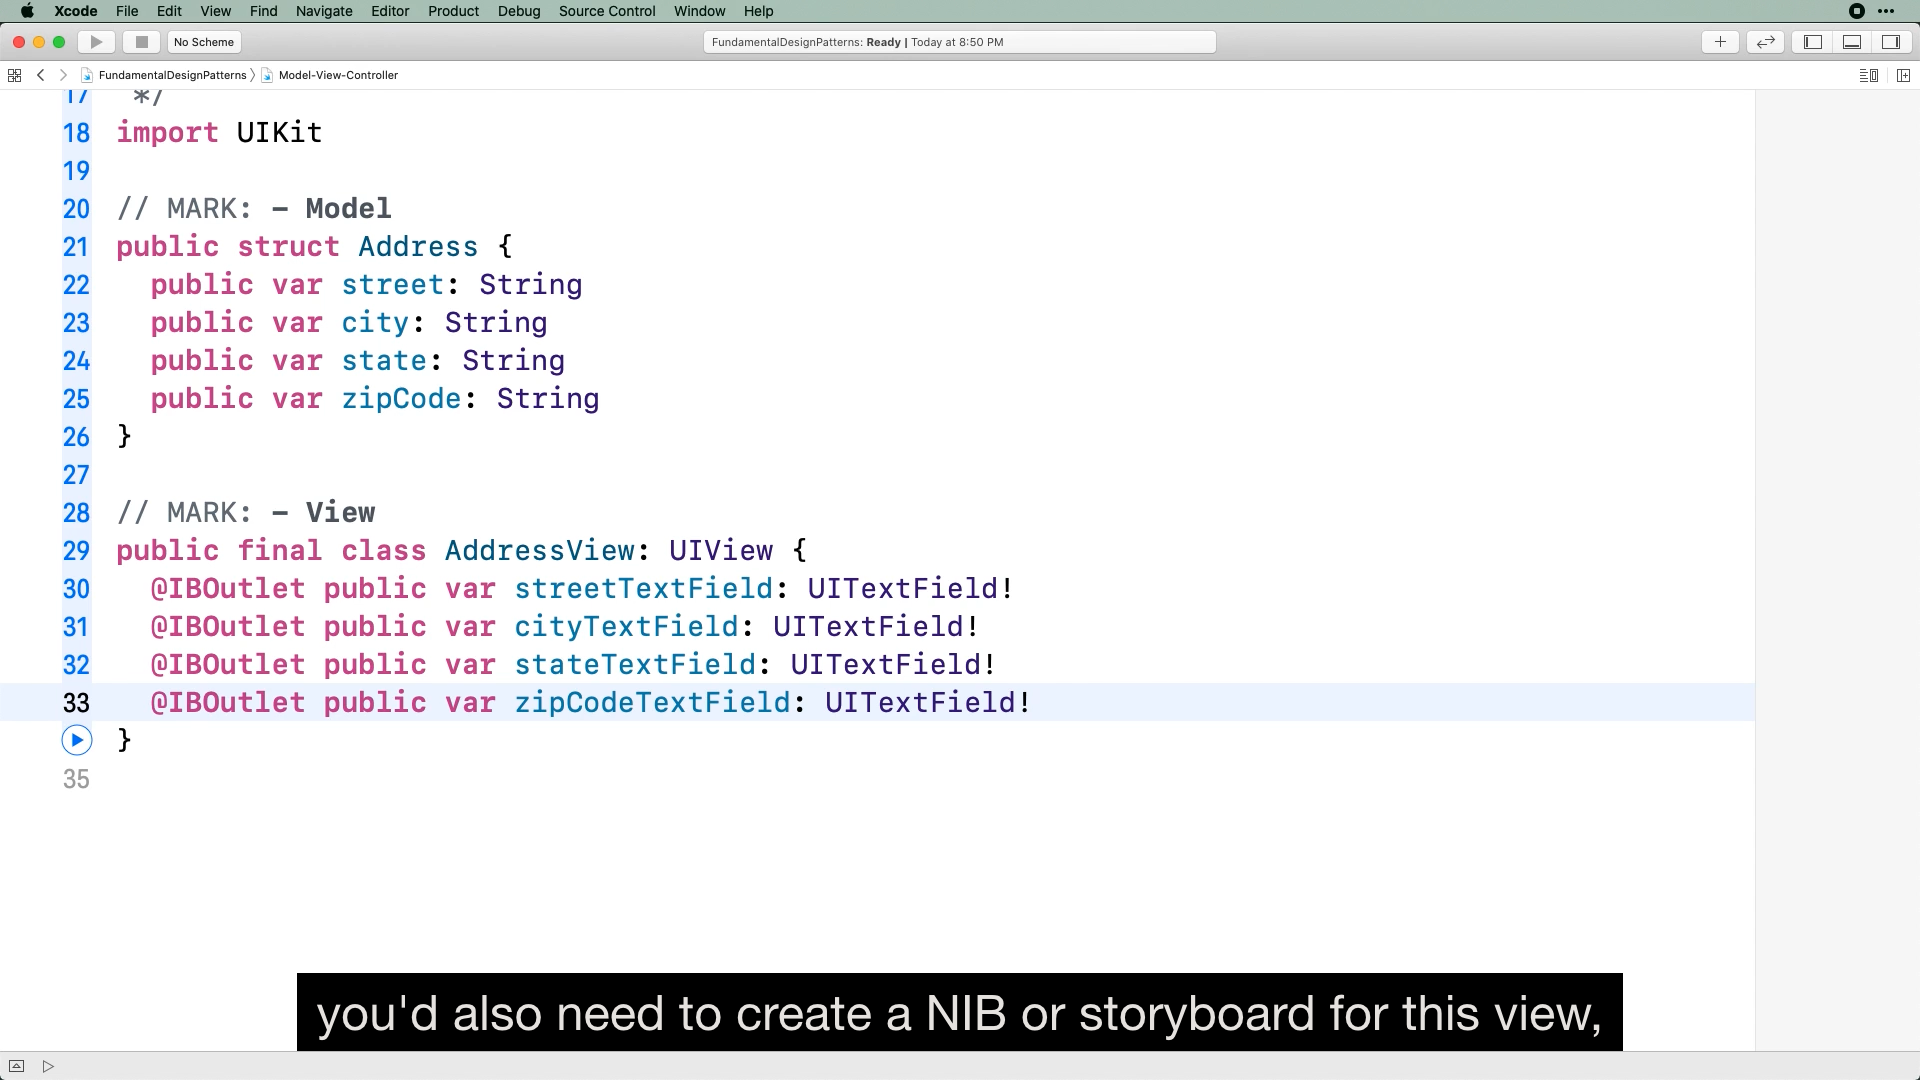 Xcode File Edit View Find Navigate Editor Product Debug Source Control Window Help
No Scheme
FundamentalDesignPatterns: Ready | Today at 8:50 PM
FundamentalDesignPatterns Model-View-Controller
17 */
18 import UIKit
19
20 // MARK: - Model
21 public struct Address {
22 public var street: String
23 public var city: String
24 public var state: String
25 public var zipCode: String
26 }
27
28 // MARK: - View
29 public final class AddressView: UIView {
30 @IBOutlet public var streetTextField: UITextField!
31 @IBOutlet public var cityTextField: UITextField!
32 @IBOutlet public var stateTextField: UITextField!
33 @IBOutlet public var zipCodeTextField: UITextField!
}
35
you'd also need to create a NIB or storyboard for this view,